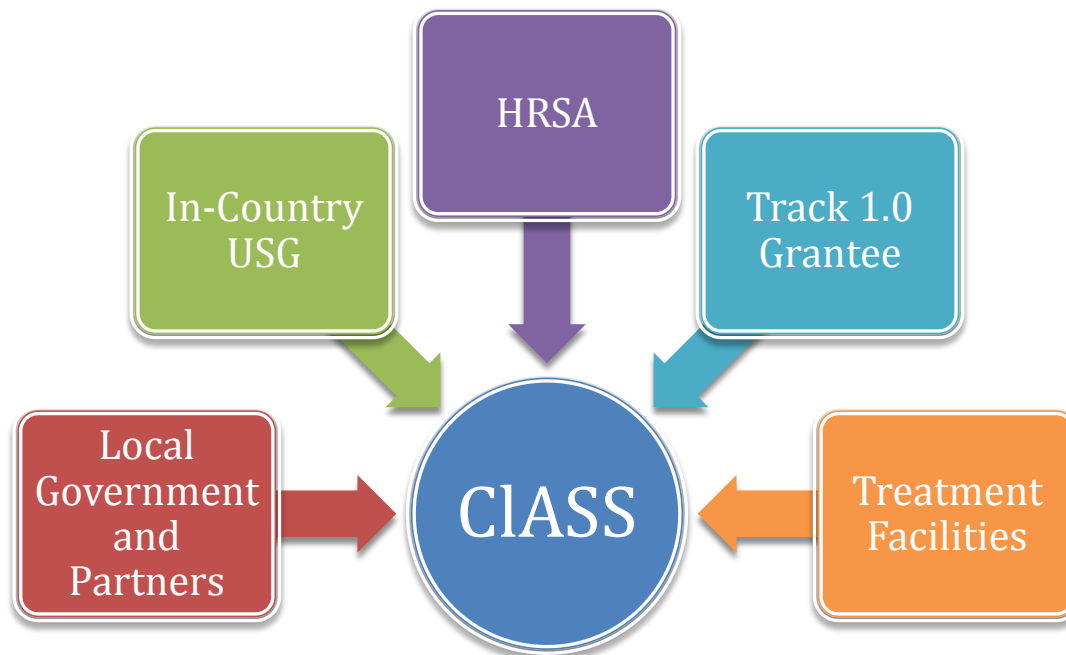 HRSA
In-Country
USG
Track 1.0
Grantee
Local
Government
and
Partners
ClASS
Treatment
Facilities